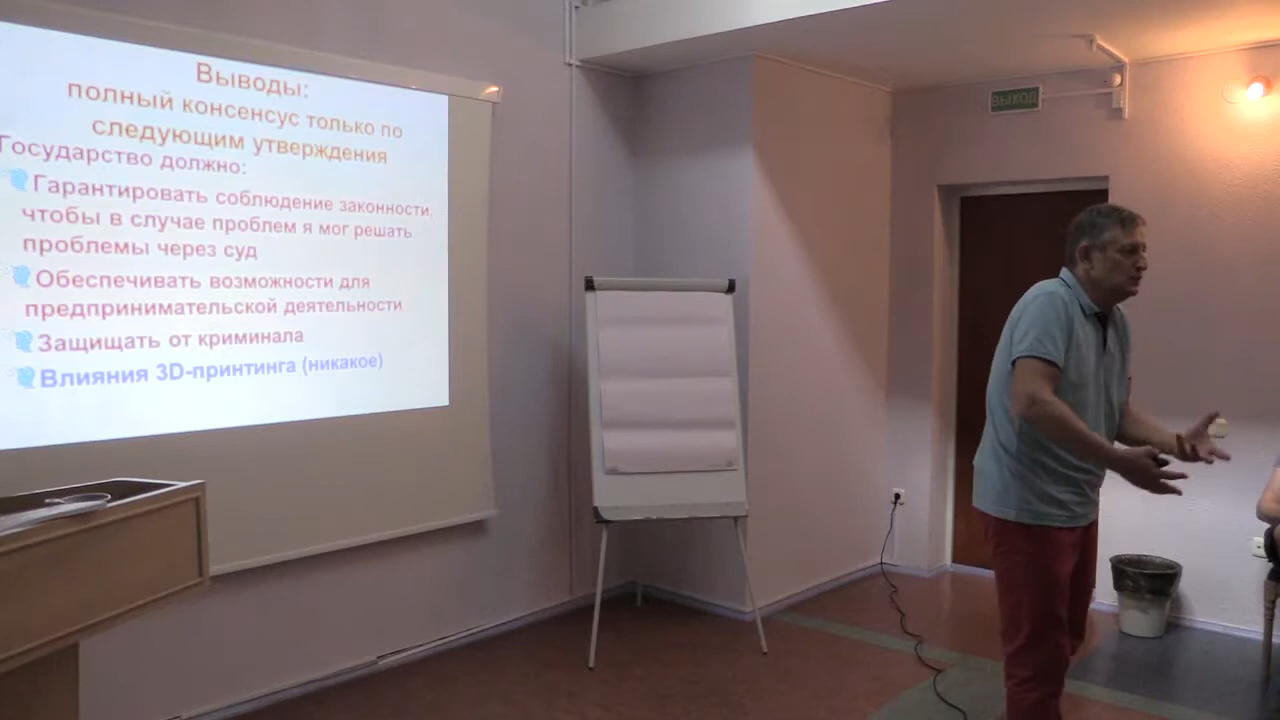 Выводы:
полный консенсус только по
следующим утверждения
Государство должно:
Гарантировать соблюдение законности,
чтобы в случае проблем я мог решать
проблемы через суд
Обеспечивать возможности для
предпринимательской деятельности
Защищать от криминала
Влияния 3D-принтинга (никакое)
ВЫХОД